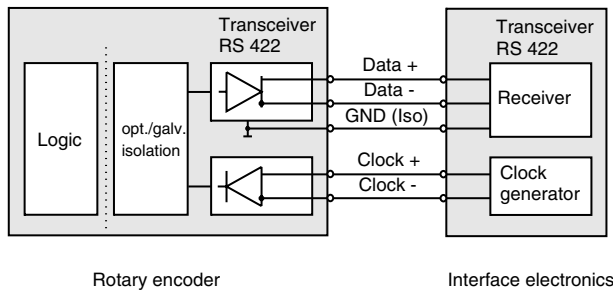 Transceiver
RS 422
Transceiver
RS 422
Logic
opt./galv.
isolation
Data +
Data -
GND (Iso)
Receiver
Clock +
Clock -
Clock
generator
Rotary encoder
Interface electronics